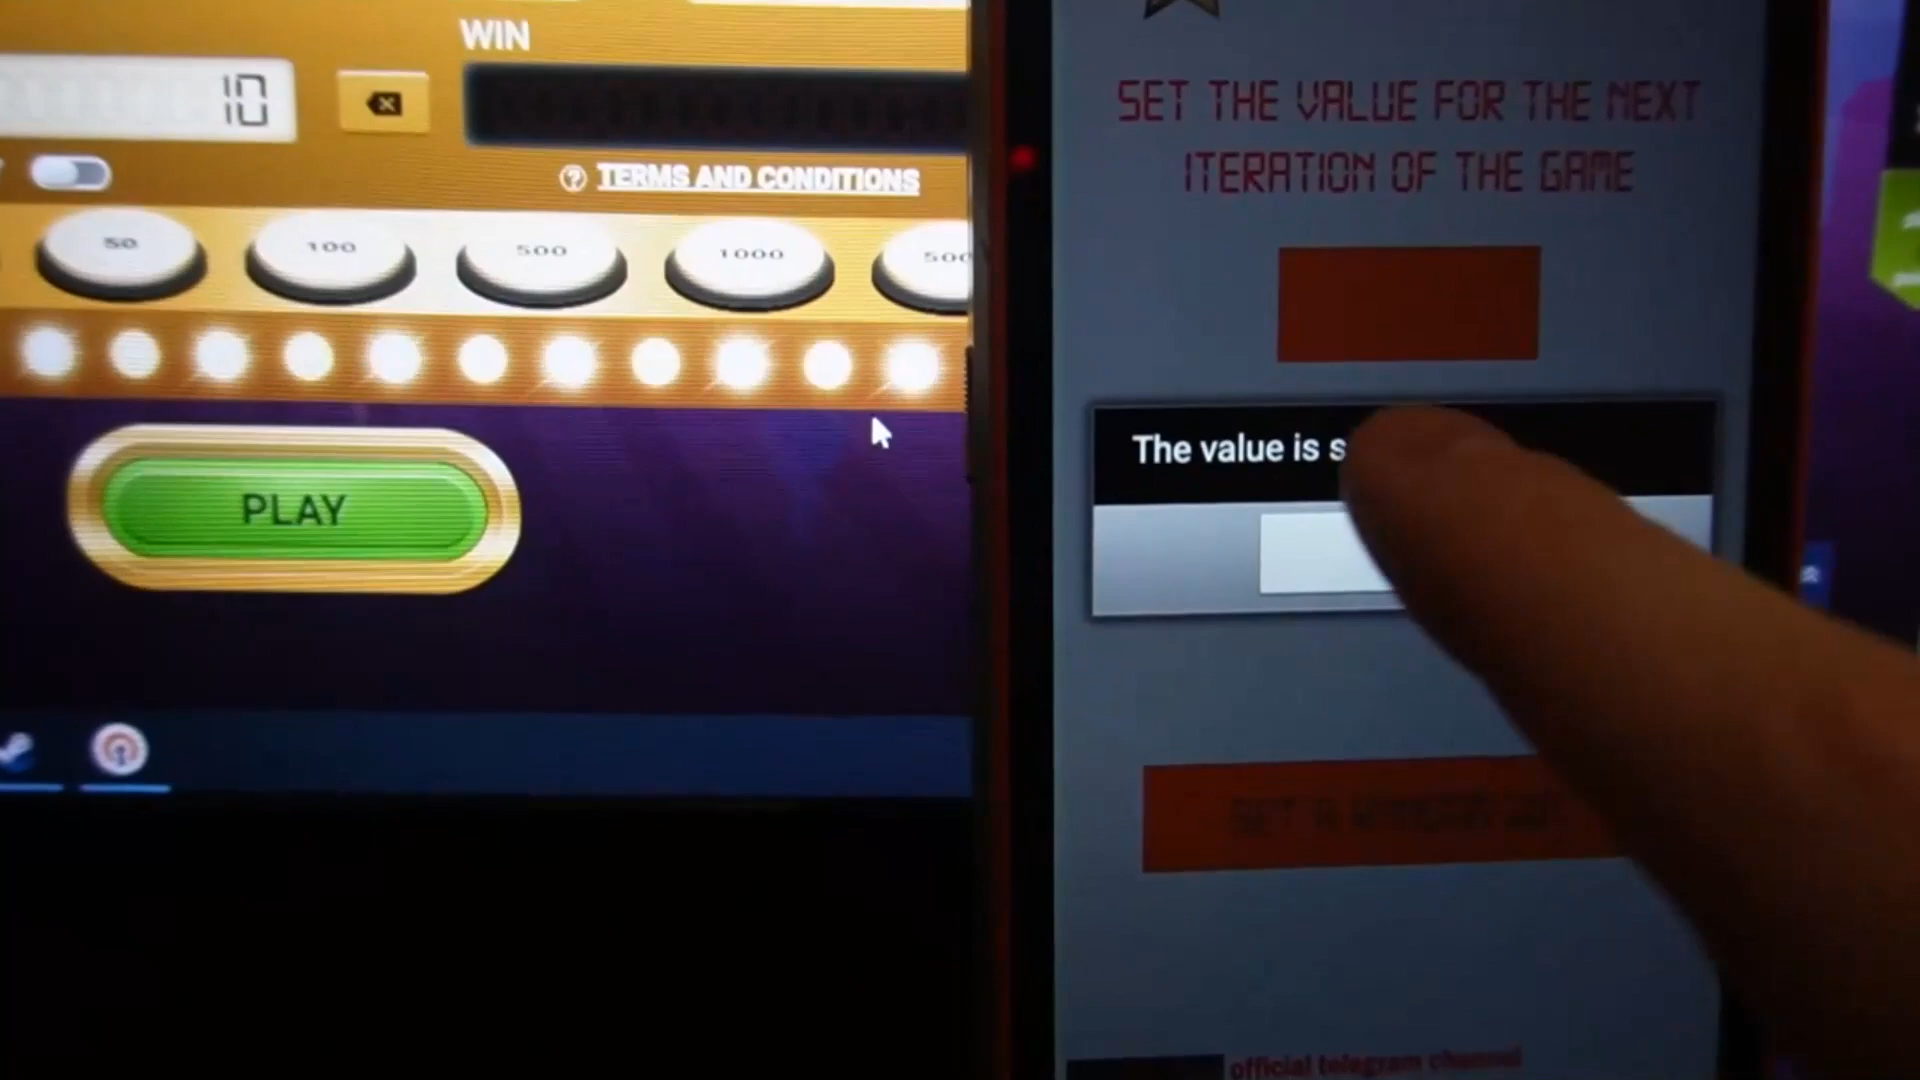 WIN
10
TERMS AND CONDITIONS
50
100
500
1000
500
PLAY
SET THE VALUE FOR THE NEXT
ITERATION OF THE GAME
The value is s
official telegram channel